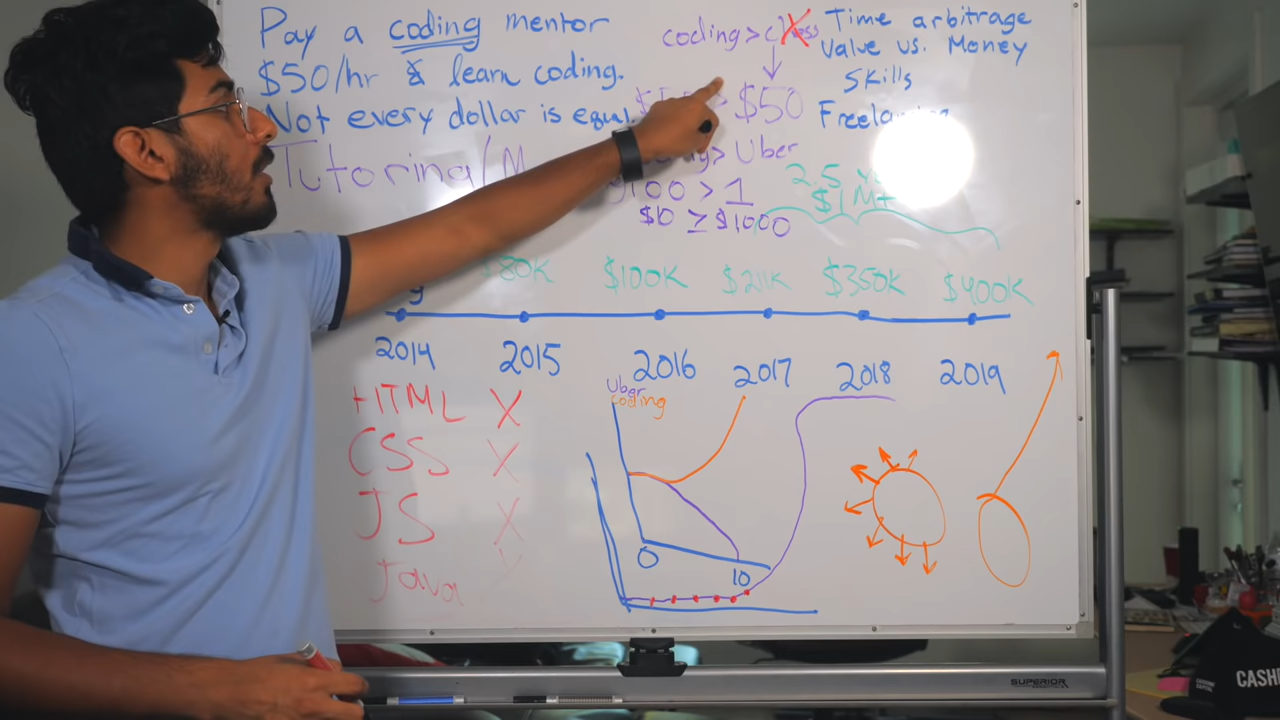 Pay a coding mentor
$50/hr & learn coding.
Not every dollar is equal.
Tutoring/M
coding > c
$50
> Uber
$100 > 1
$10 ≥ $1000
Time arbitrage
Value vs. Money
Skills
2.5
$1M+
$80K
$100K
$211K
$350K
$400K
2014
2015
2016
2017
2018
2019
HTML X
CSS X
JS X
Java
Uber
Coding
0
10
SUPERIOR
CASH